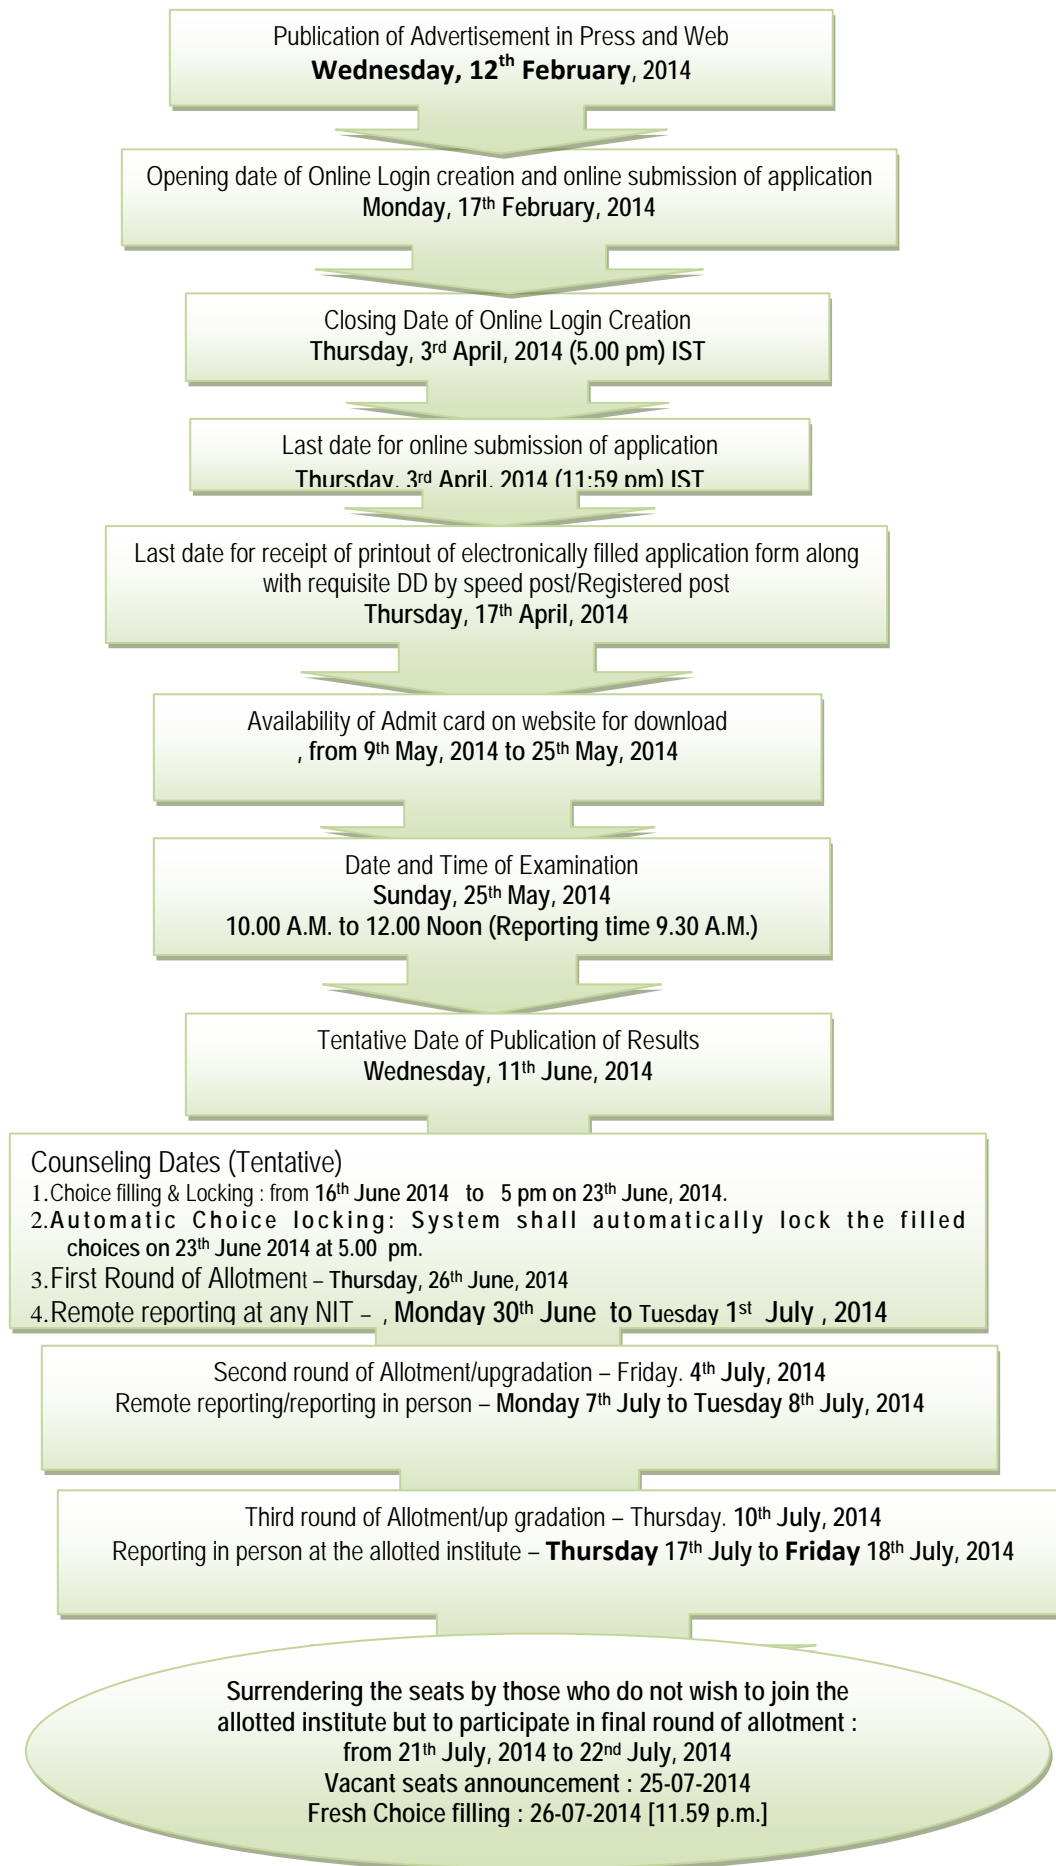 Publication of Advertisement in Press and Web
Wednesday, 12th February, 2014
Opening date of Online Login creation and online submission of application
Monday, 17th February, 2014
Closing Date of Online Login Creation
Thursday, 3rd April, 2014 (5.00 pm) IST
Last date for online submission of application
Thursday, 3rd April, 2014 (11:59 pm) IST
Last date for receipt of printout of electronically filled application form along
with requisite DD by speed post/Registered post
Thursday, 17th April, 2014
Availability of Admit card on website for download
, from 9th May, 2014 to 25th May, 2014
Date and Time of Examination
Sunday, 25th May, 2014
10.00 A.M. to 12.00 Noon (Reporting time 9.30 A.M.)
Tentative Date of Publication of Results
Wednesday, 11th June, 2014
Counseling Dates (Tentative)
1.Choice filling & Locking : from 16th June 2014 to 5 pm on 23th June, 2014.
2.Automatic Choice locking: System shall automatically lock the filled
choices on 23th June 2014 at 5.00 pm.
3.First Round of Allotment – Thursday, 26th June, 2014
4.Remote reporting at any NIT – , Monday 30th June to Tuesday 1st July , 2014
Second round of Allotment/upgradation – Friday. 4th July, 2014
Remote reporting/reporting in person – Monday 7th July to Tuesday 8th July, 2014
Third round of Allotment/up gradation – Thursday. 10th July, 2014
Reporting in person at the allotted institute – Thursday 17th July to Friday 18th July, 2014
Surrendering the seats by those who do not wish to join the
allotted institute but to participate in final round of allotment :
from 21th July, 2014 to 22nd July, 2014
Vacant seats announcement : 25-07-2014
Fresh Choice filling : 26-07-2014 [11.59 p.m.]